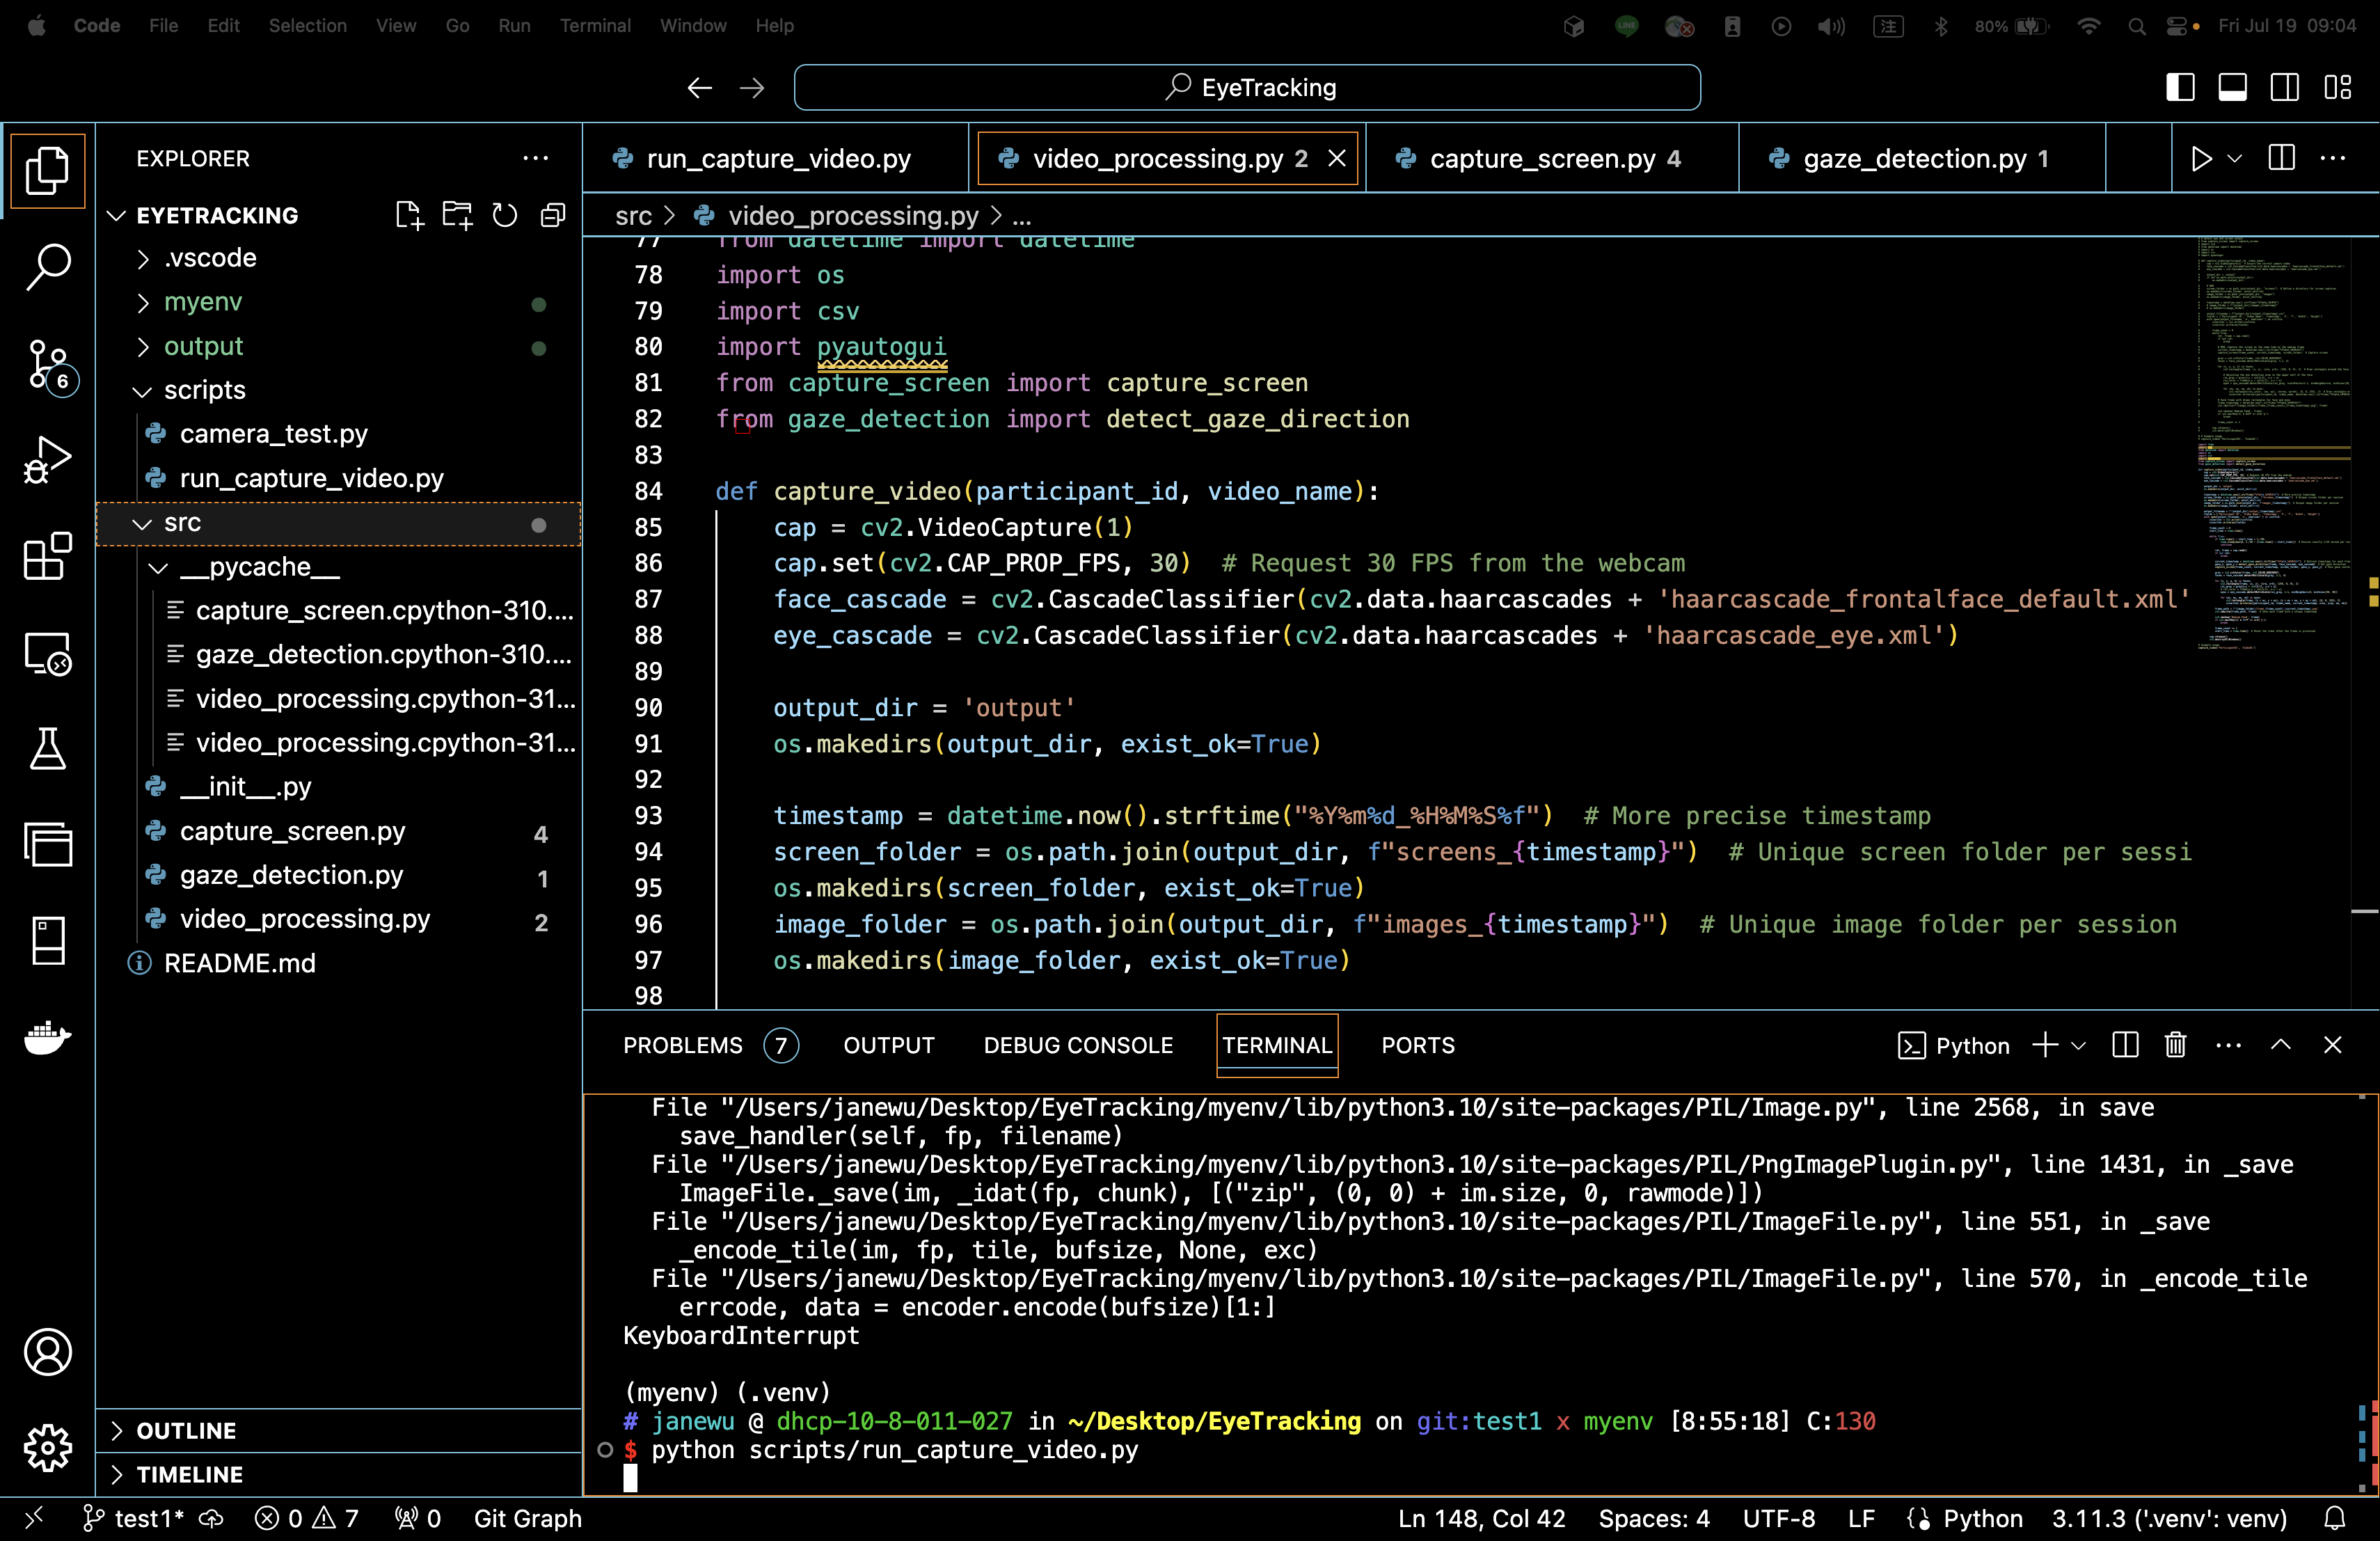 Code File Edit Selection View Go Run Terminal Window Help
LINE 注 80% Fri Jul 19 09:04
EyeTracking
EXPLORER
EYETRACKING
.vscode
myenv
output
scripts
camera_test.py
run_capture_video.py
src
__pycache__
capture_screen.cpython-310....
gaze_detection.cpython-310....
video_processing.cpython-31...
video_processing.cpython-31...
__init__.py
capture_screen.py 4
gaze_detection.py 1
video_processing.py 2
README.md
OUTLINE
TIMELINE
6
run_capture_video.py video_processing.py 2 capture_screen.py 4 gaze_detection.py 1
src > video_processing.py > ...
77 from datetime import datetime
78 import os
79 import csv
80 import pyautogui
81 from capture_screen import capture_screen
82 from gaze_detection import detect_gaze_direction
83
84 def capture_video(participant_id, video_name):
85 cap = cv2.VideoCapture(1)
86 cap.set(cv2.CAP_PROP_FPS, 30)  # Request 30 FPS from the webcam
87 face_cascade = cv2.CascadeClassifier(cv2.data.haarcascades + 'haarcascade_frontalface_default.xml'
88 eye_cascade = cv2.CascadeClassifier(cv2.data.haarcascades + 'haarcascade_eye.xml')
89
90 output_dir = 'output'
91 os.makedirs(output_dir, exist_ok=True)
92
93 timestamp = datetime.now().strftime("%Y%m%d_%H%M%S%f")  # More precise timestamp
94 screen_folder = os.path.join(output_dir, f"screens_{timestamp}")  # Unique screen folder per sessi
95 os.makedirs(screen_folder, exist_ok=True)
96 image_folder = os.path.join(output_dir, f"images_{timestamp}")  # Unique image folder per session
97 os.makedirs(image_folder, exist_ok=True)
98
PROBLEMS 7 OUTPUT DEBUG CONSOLE TERMINAL PORTS Python
File "/Users/janewu/Desktop/EyeTracking/myenv/lib/python3.10/site-packages/PIL/Image.py", line 2568, in save
save_handler(self, fp, filename)
File "/Users/janewu/Desktop/EyeTracking/myenv/lib/python3.10/site-packages/PIL/PngImagePlugin.py", line 1431, in _save
ImageFile._save(im, _idat(fp, chunk), [("zip", (0, 0) + im.size, 0, rawmode)])
File "/Users/janewu/Desktop/EyeTracking/myenv/lib/python3.10/site-packages/PIL/ImageFile.py", line 551, in _save
_encode_tile(im, fp, tile, bufsize, None, exc)
File "/Users/janewu/Desktop/EyeTracking/myenv/lib/python3.10/site-packages/PIL/ImageFile.py", line 570, in _encode_tile
errcode, data = encoder.encode(bufsize)[1:]
KeyboardInterrupt
(myenv) (.venv)
# janewu @ dhcp-10-8-011-027 in ~/Desktop/EyeTracking on git:test1 x myenv [8:55:18] C:130
$ python scripts/run_capture_video.py
test1* 0 7 0 Git Graph Ln 148, Col 42 Spaces: 4 UTF-8 LF Python 3.11.3 ('.venv': venv)